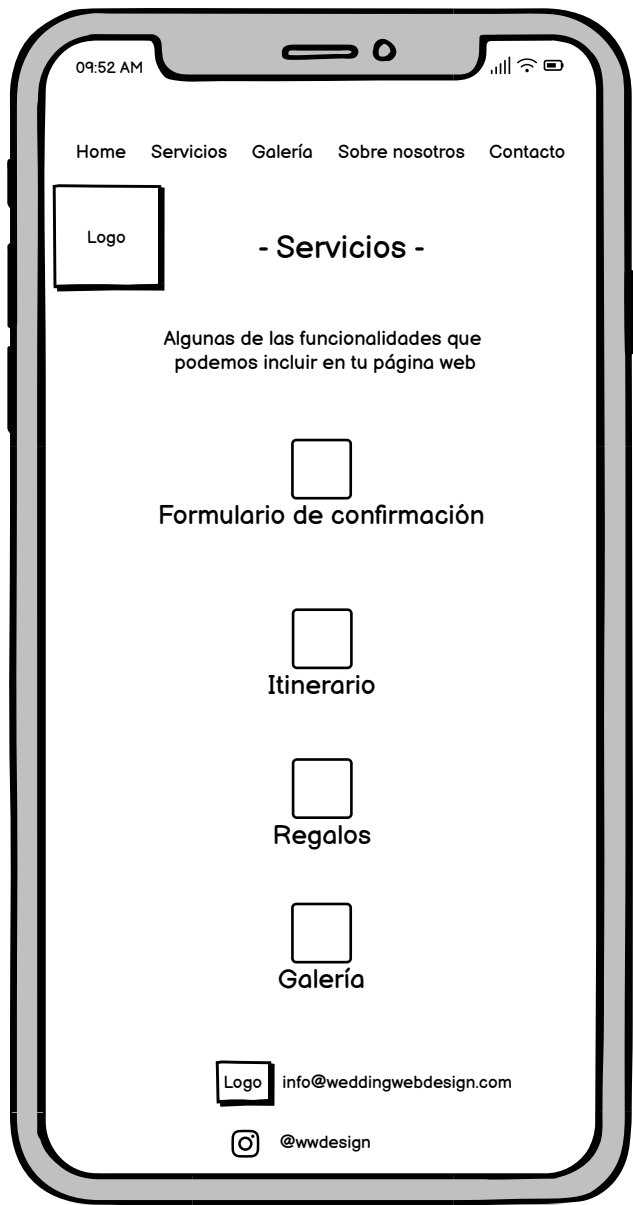 09:52 AM
Home Servicios Galería Sobre nosotros Contacto
Logo
- Servicios -
Algunas de las funcionalidades que
podemos incluir en tu página web
Formulario de confirmación
Itinerario
Regalos
Galería
Logo info@weddingwebdesign.com
@wwdesign